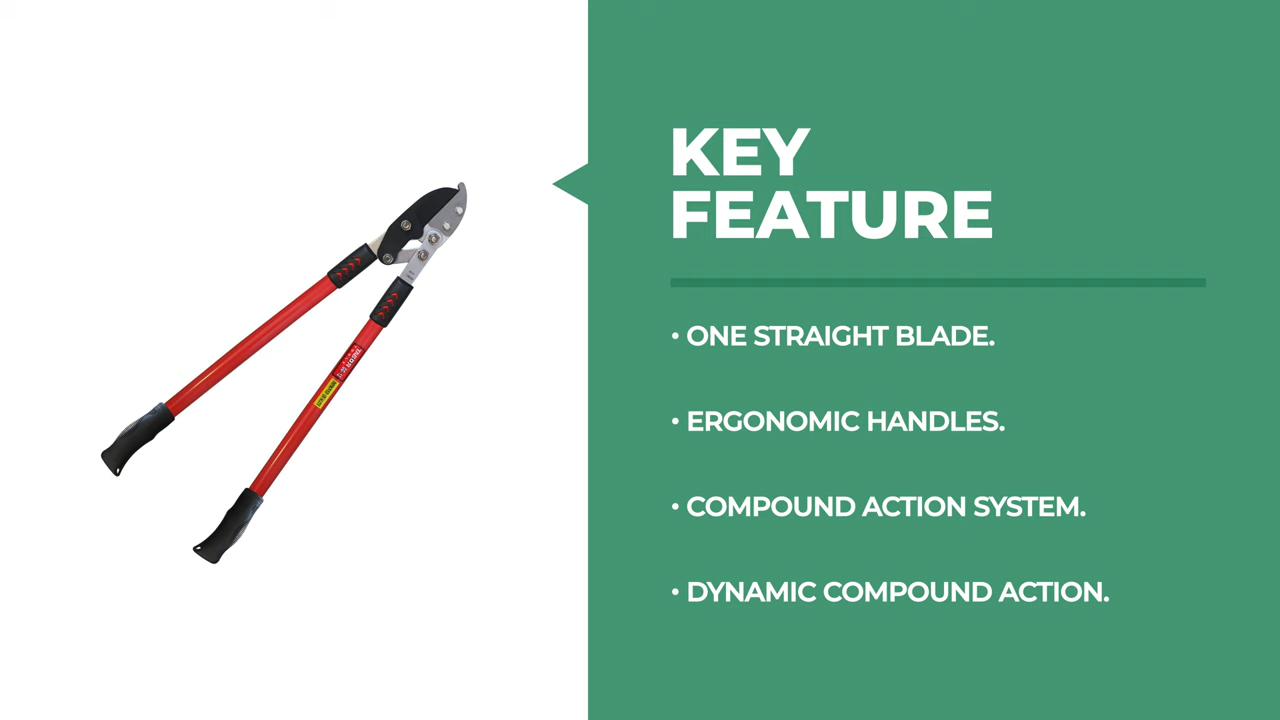 KEY
FEATURE
• ONE STRAIGHT BLADE.
• ERGONOMIC HANDLES.
• COMPOUND ACTION SYSTEM.
• DYNAMIC COMPOUND ACTION.